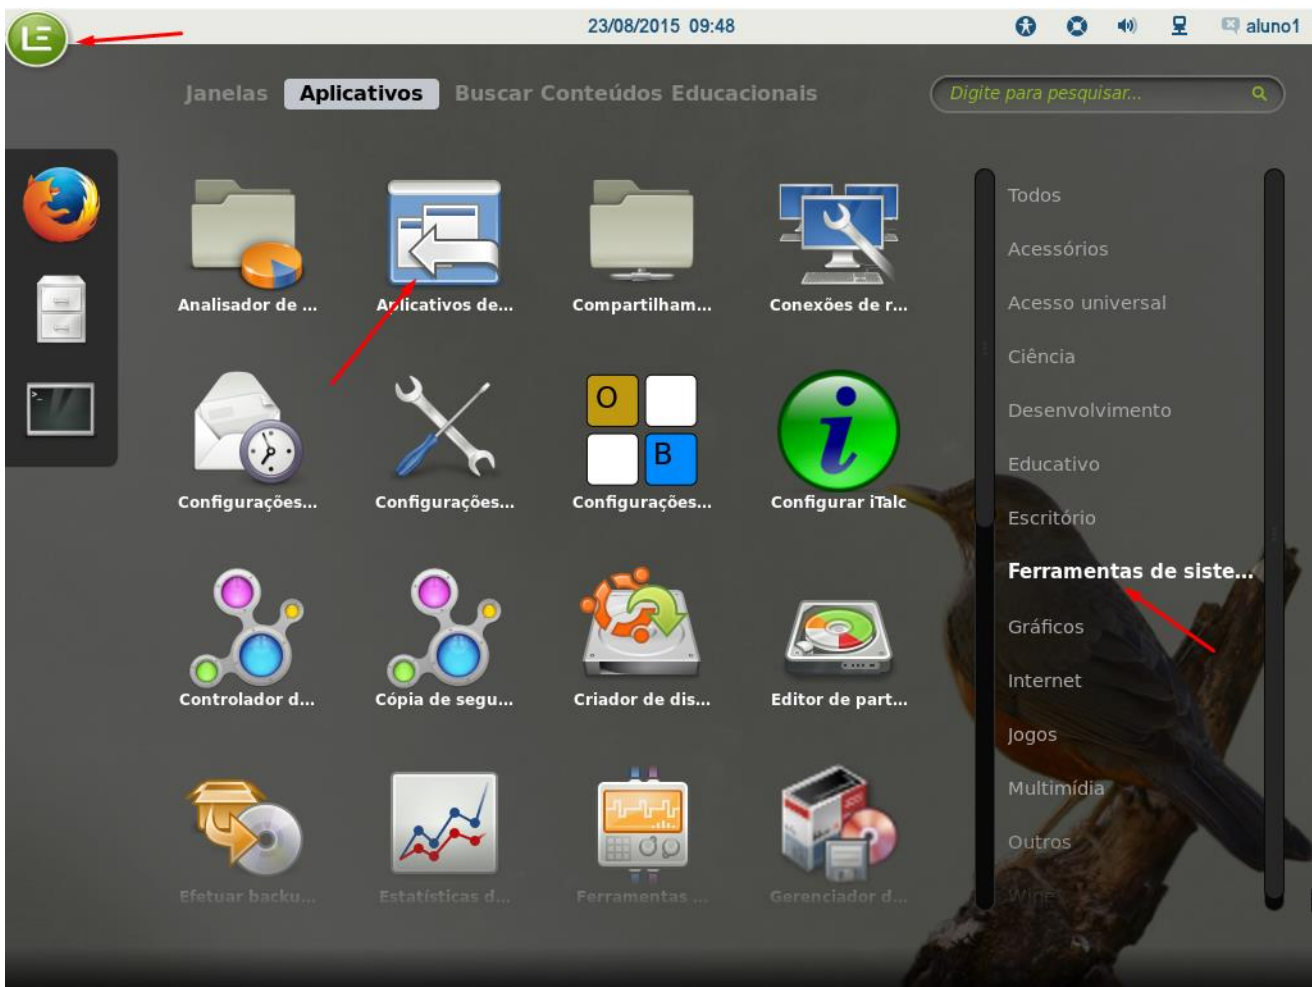 LE
23/08/2015 09:48
aluno1
Janelas Aplicativos Buscar Conteúdos Educacionais
Digite para pesquisar...
Analisador de ...
Aplicativos de...
Compartilham...
Conexões de r...
Configurações...
Configurações...
O
B
Configurações...
i
Configurar iTalc
Controlador d...
Cópia de segu...
Criador de dis...
Editor de part...
Efetuar backu...
Estatísticas d...
Ferramentas ...
Gerenciador d...
Todos
Acessórios
Acesso universal
Ciência
Desenvolvimento
Educativo
Escritório
Ferramentas de siste...
Gráficos
Internet
Jogos
Multimídia
Outros
Wine